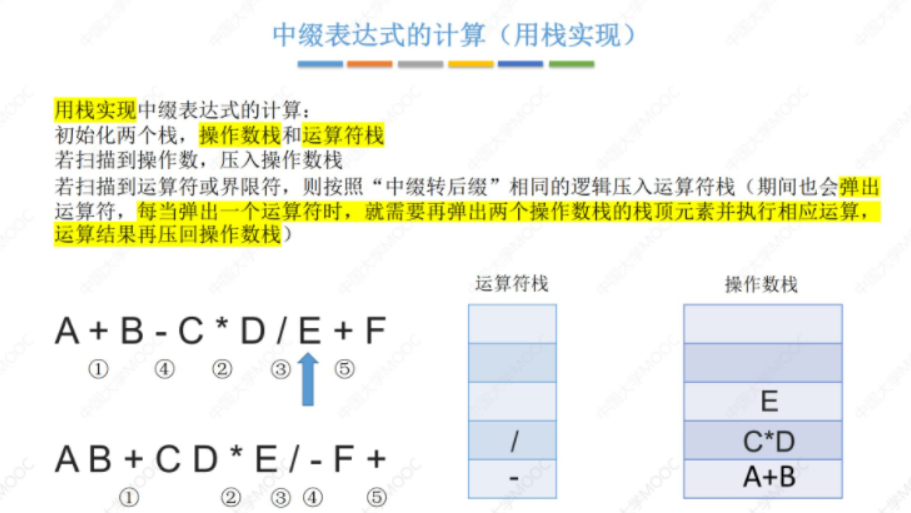 中缀表达式的计算（用栈实现）
用栈实现中缀表达式的计算：
初始化两个栈，操作数栈和运算符栈
若扫描到操作数，压入操作数栈
若扫描到运算符或界限符，则按照“中缀转后缀”相同的逻辑压入运算符栈（期间也会弹出
运算符，每当弹出一个运算符时，就需要再弹出两个操作数栈的栈顶元素并执行相应运算，
运算结果再压回操作数栈）
运算符栈 操作数栈
A + B - C * D / E + F
① ④ ② ③ ⑤
E
/ C*D
- A+B
A B + C D * E / - F +
① ② ③ ④ ⑤
中国大学MOOC